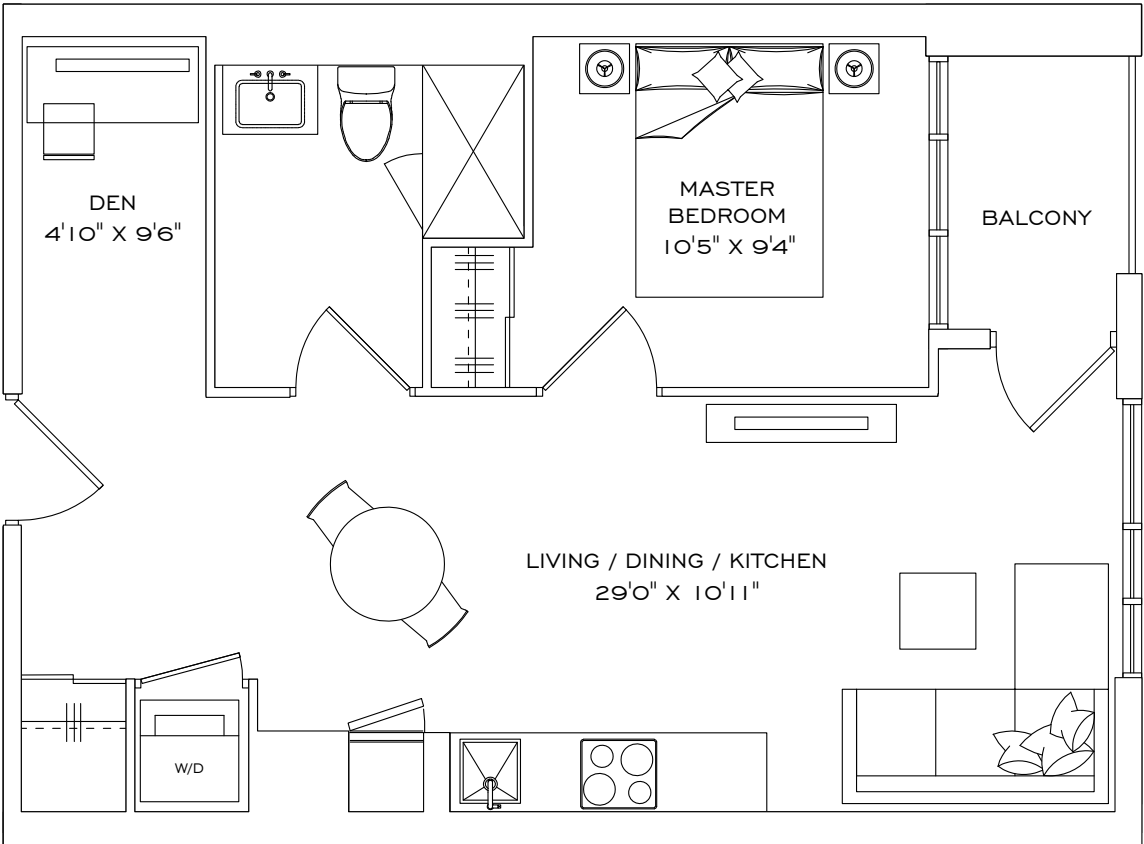 DEN
4'10" X 9'6"
MASTER
BEDROOM
10'5" X 9'4"
BALCONY
LIVING / DINING / KITCHEN
29'0" X 10'11"
W/D